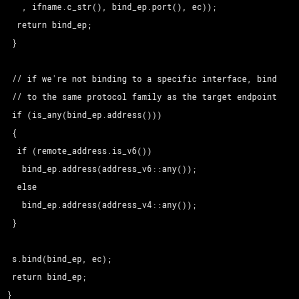 , ifname.c_str(), bind_ep.port(), ec));
return bind_ep;
}
// if we're not binding to a specific interface, bind
// to the same protocol family as the target endpoint
if (is_any(bind_ep.address()))
{
if (remote_address.is_v6())
bind_ep.address(address_v6::any());
else
bind_ep.address(address_v4::any());
}
s.bind(bind_ep, ec);
return bind_ep;
}